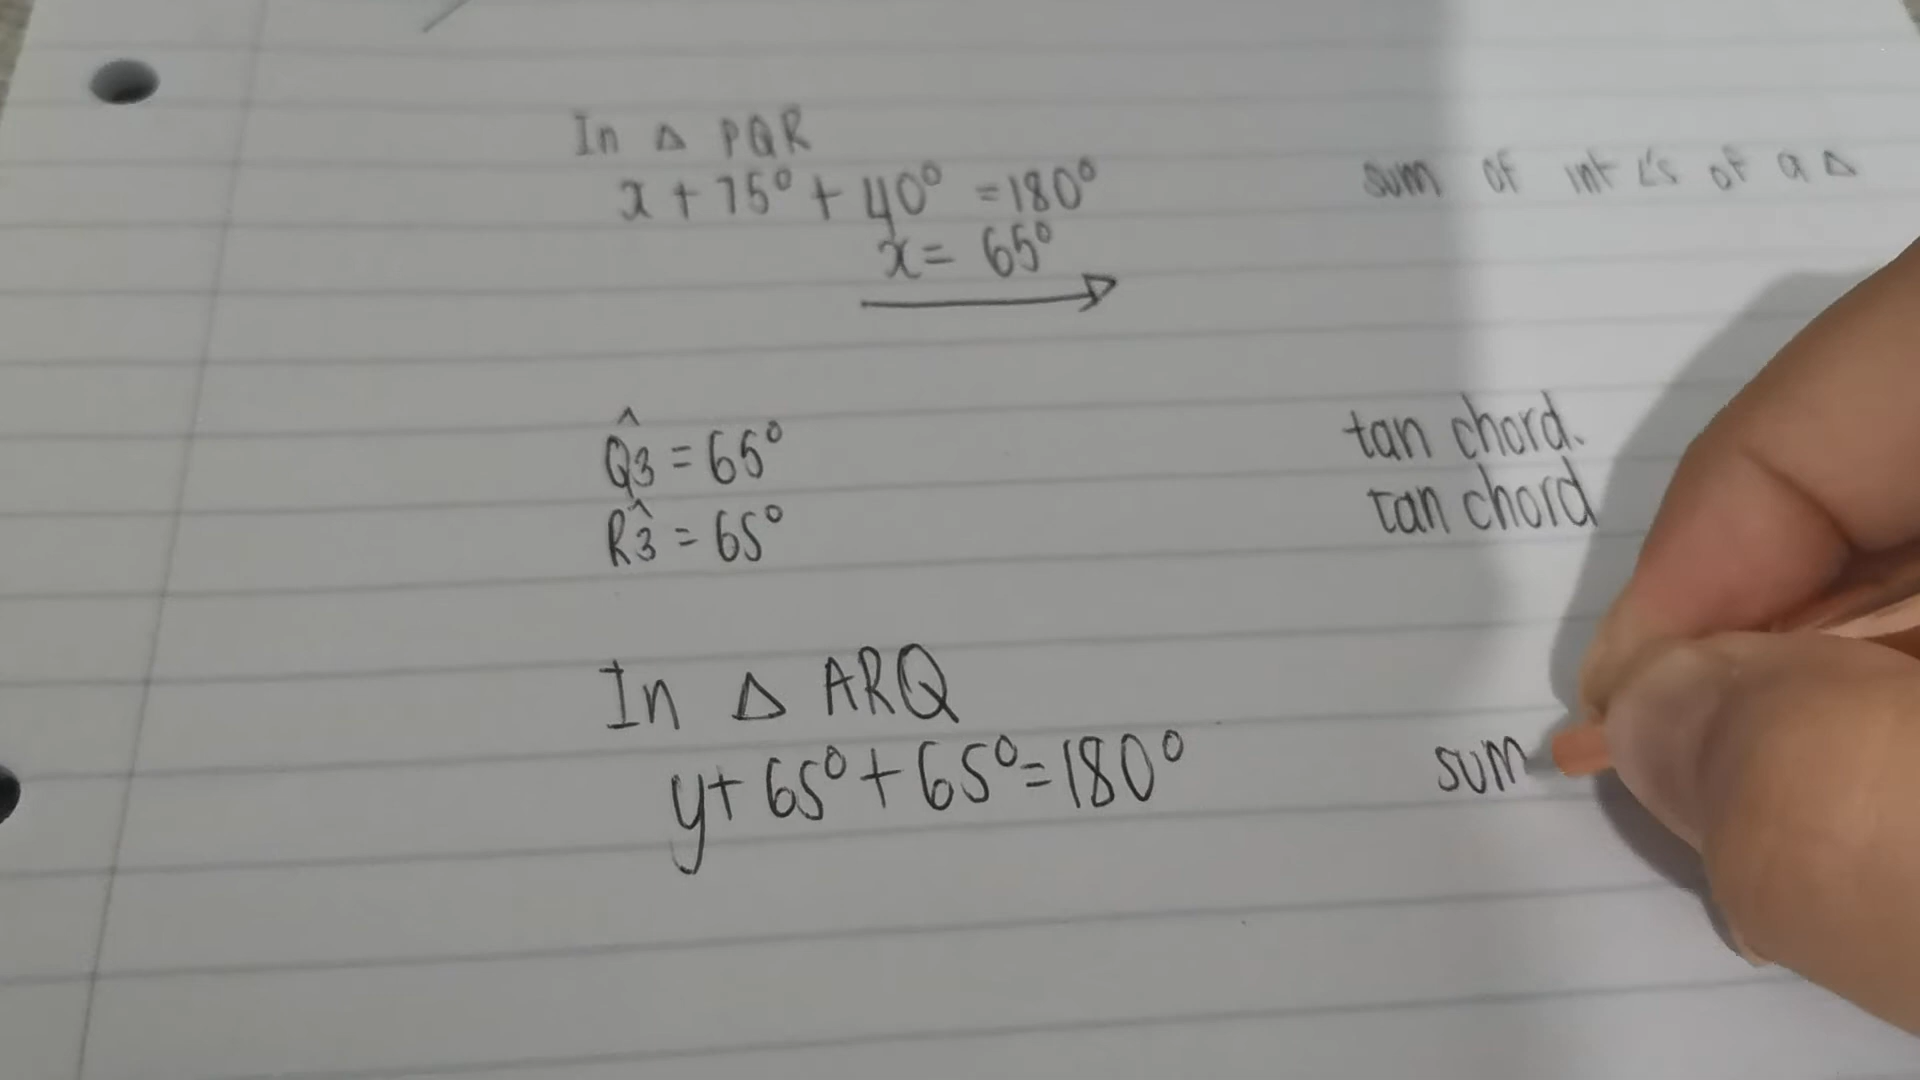 In Δ PQR
x + 75° + 40° = 180° sum of int ∠'s of a Δ
x = 65°
Q̂3 = 65° tan chord.
R̂3 = 65° tan chord
In Δ ARQ
y + 65° + 65° = 180° sum